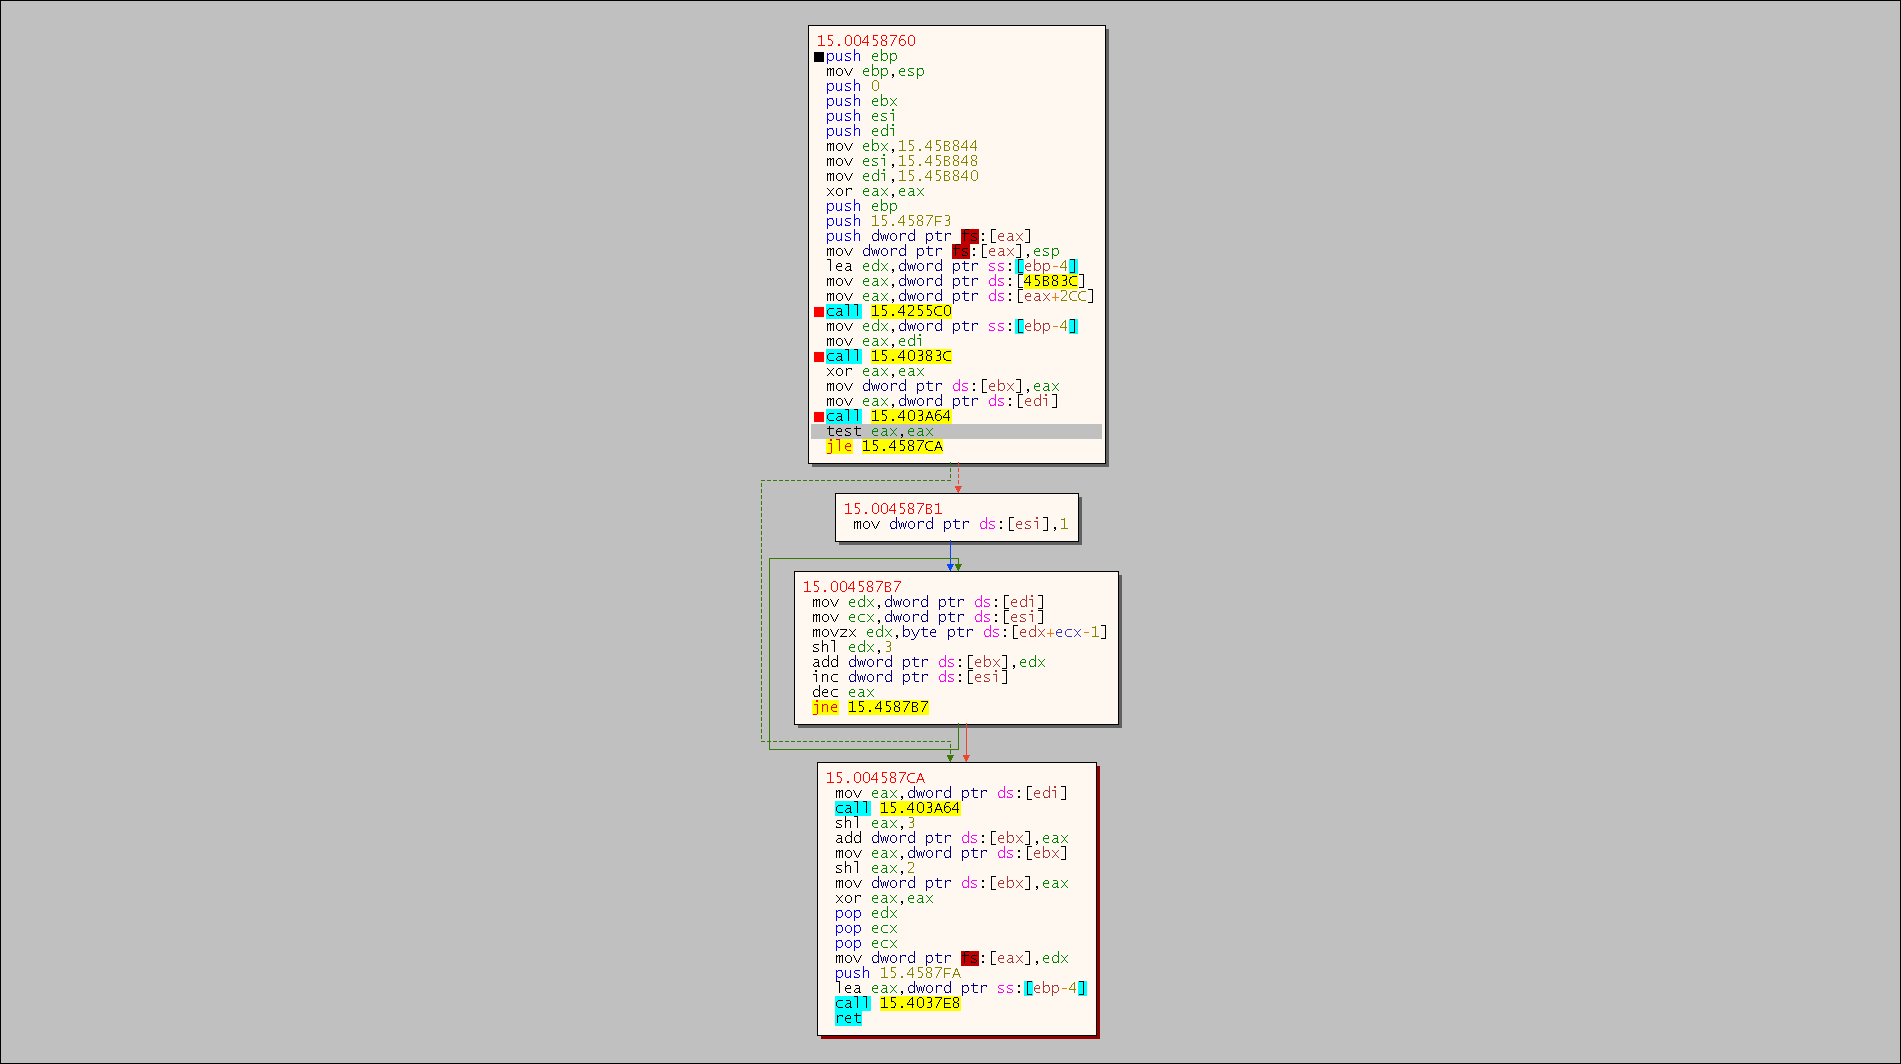 15.00458760
push ebp
mov ebp,esp
push 0
push ebx
push esi
push edi
mov ebx,15.45B844
mov esi,15.45B848
mov edi,15.45B840
xor eax,eax
push ebp
push 15.4587F3
push dword ptr fs:[eax]
mov dword ptr fs:[eax],esp
lea edx,dword ptr ss:[ebp-4]
mov eax,dword ptr ds:[45B83C]
mov eax,dword ptr ds:[eax+2CC]
call 15.4255C0
mov edx,dword ptr ss:[ebp-4]
mov eax,edi
call 15.40383C
xor eax,eax
mov dword ptr ds:[ebx],eax
mov eax,dword ptr ds:[edi]
call 15.403A64
test eax,eax
jle 15.4587CA
15.004587B1
mov dword ptr ds:[esi],1
15.004587B7
mov edx,dword ptr ds:[edi]
mov ecx,dword ptr ds:[esi]
movzx edx,byte ptr ds:[edx+ecx-1]
shl edx,3
add dword ptr ds:[ebx],edx
inc dword ptr ds:[esi]
dec eax
jne 15.4587B7
15.004587CA
mov eax,dword ptr ds:[edi]
call 15.403A64
shl eax,3
add dword ptr ds:[ebx],eax
mov eax,dword ptr ds:[ebx]
shl eax,2
mov dword ptr ds:[ebx],eax
xor eax,eax
pop edx
pop ecx
pop ecx
mov dword ptr fs:[eax],edx
push 15.4587FA
lea eax,dword ptr ss:[ebp-4]
call 15.4037E8
ret